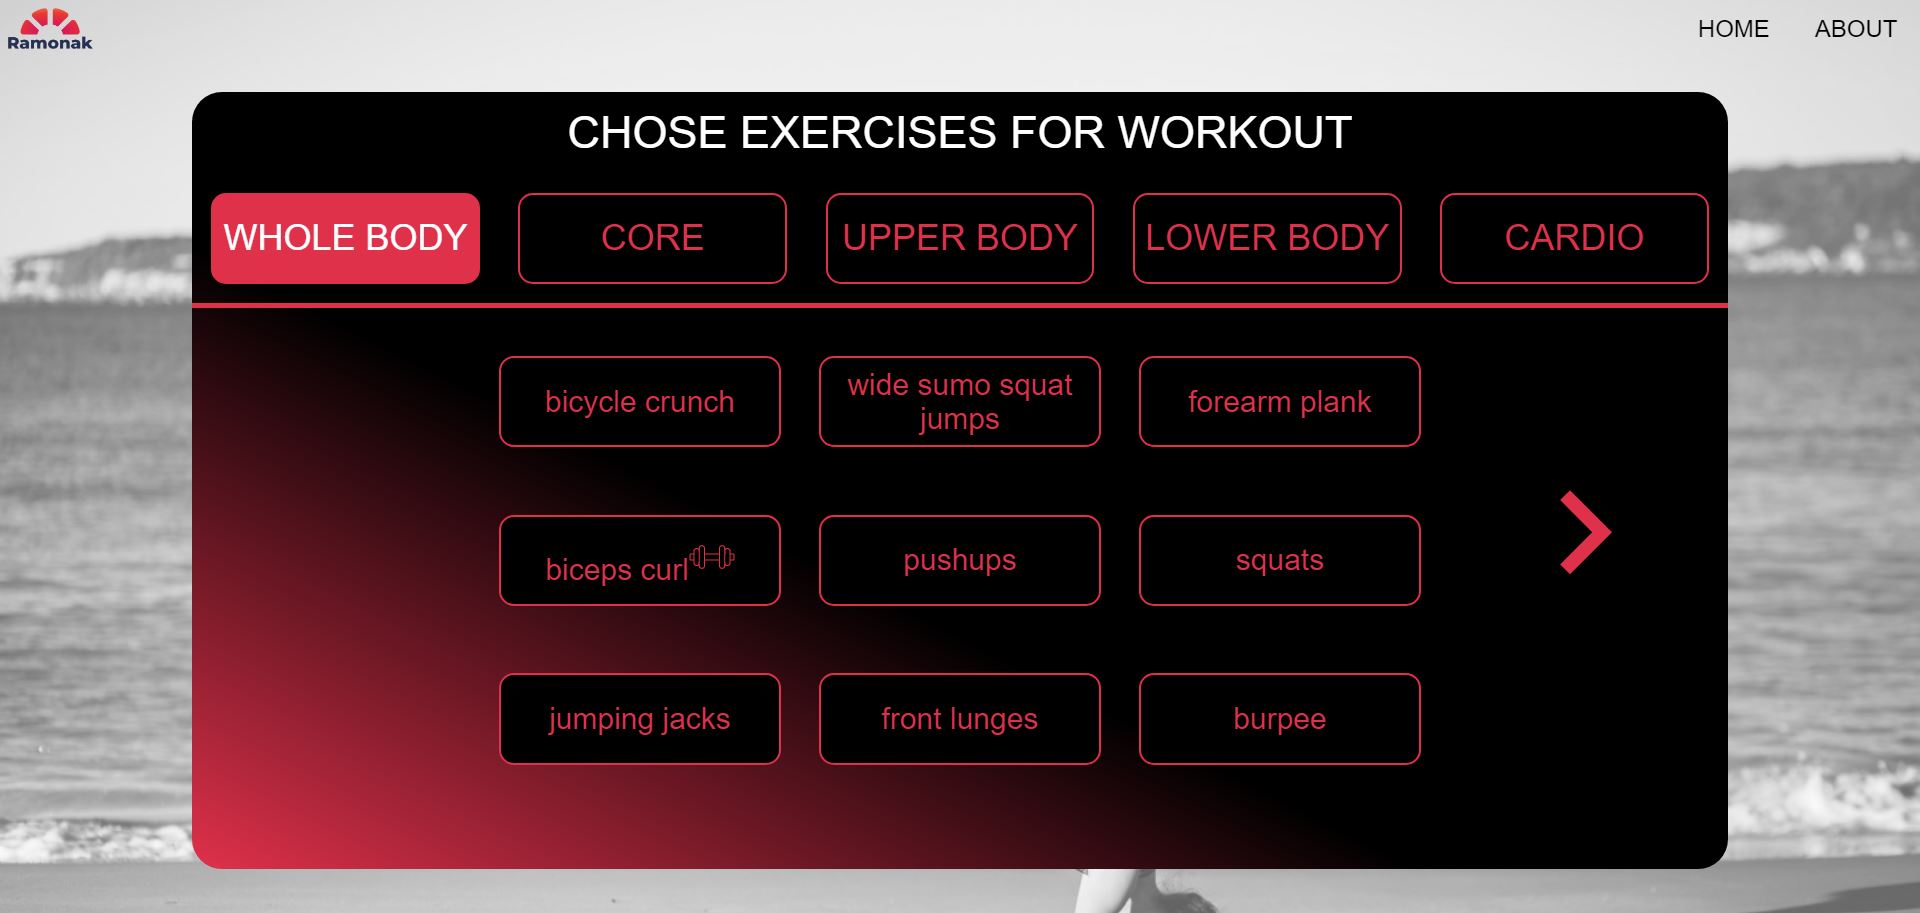 Ramonak
HOME
ABOUT
CHOSE EXERCISES FOR WORKOUT
WHOLE BODY
CORE
UPPER BODY
LOWER BODY
CARDIO
bicycle crunch
wide sumo squat
jumps
forearm plank
biceps curl
pushups
squats
jumping jacks
front lunges
burpee